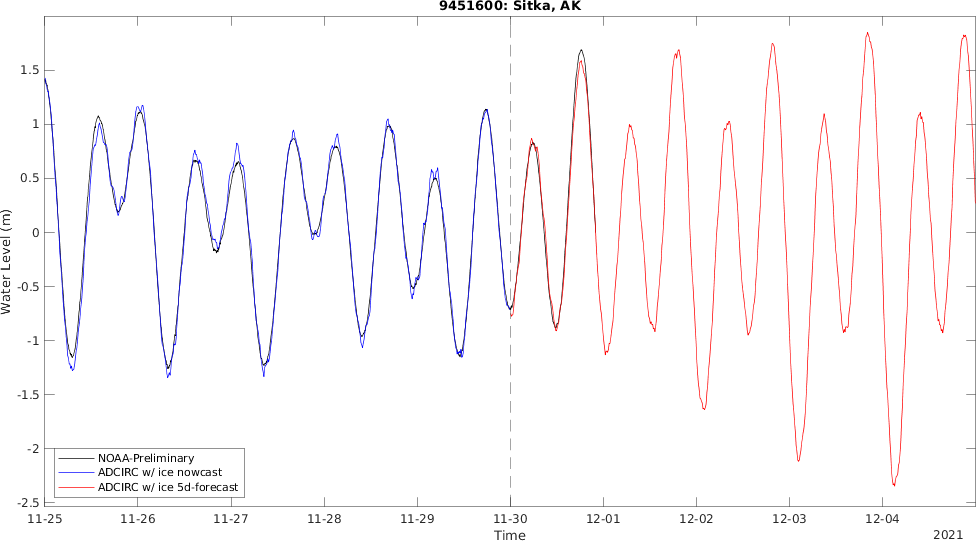 9451600: Sitka, AK
Water Level (m)
1.5
1
0.5
0
-0.5
-1
-1.5
-2
-2.5
NOAA-Preliminary
ADCIRC w/ ice nowcast
ADCIRC w/ ice 5d-forecast
11-25 11-26 11-27 11-28 11-29 11-30 12-01 12-02 12-03 12-04
Time
2021